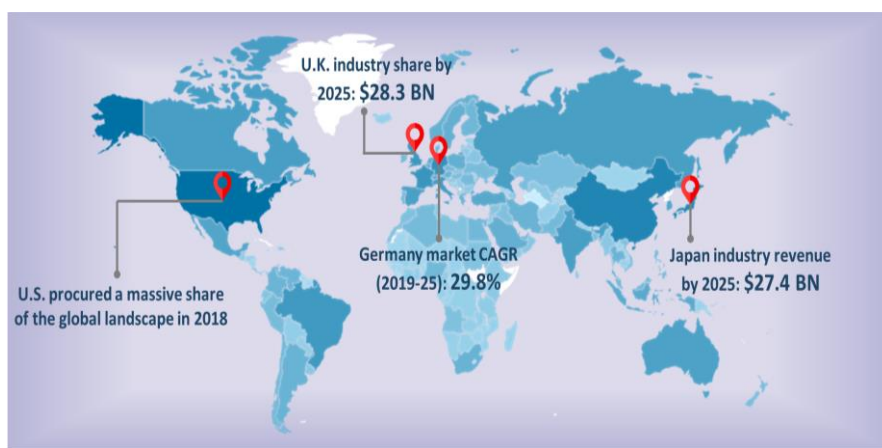 U.K. industry share by
2025: $28.3 BN
Germany market CAGR
(2019-25): 29.8%
Japan industry revenue
by 2025: $27.4 BN
U.S. procured a massive share
of the global landscape in 2018